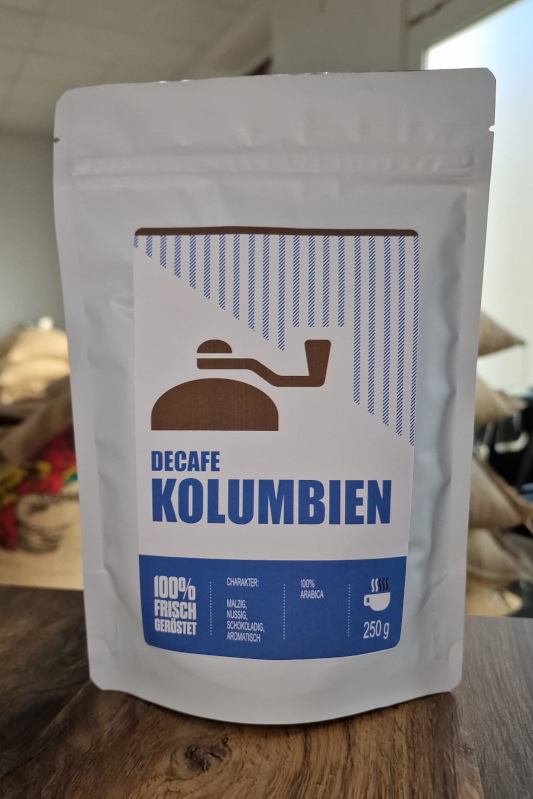 DECAFE
KOLUMBIEN
100%
FRISCH
GERÖSTET
CHARAKTER:
MALZIG,
NUSSIG,
SCHOKOLADIG,
AROMATISCH
100%
ARABICA
250 g